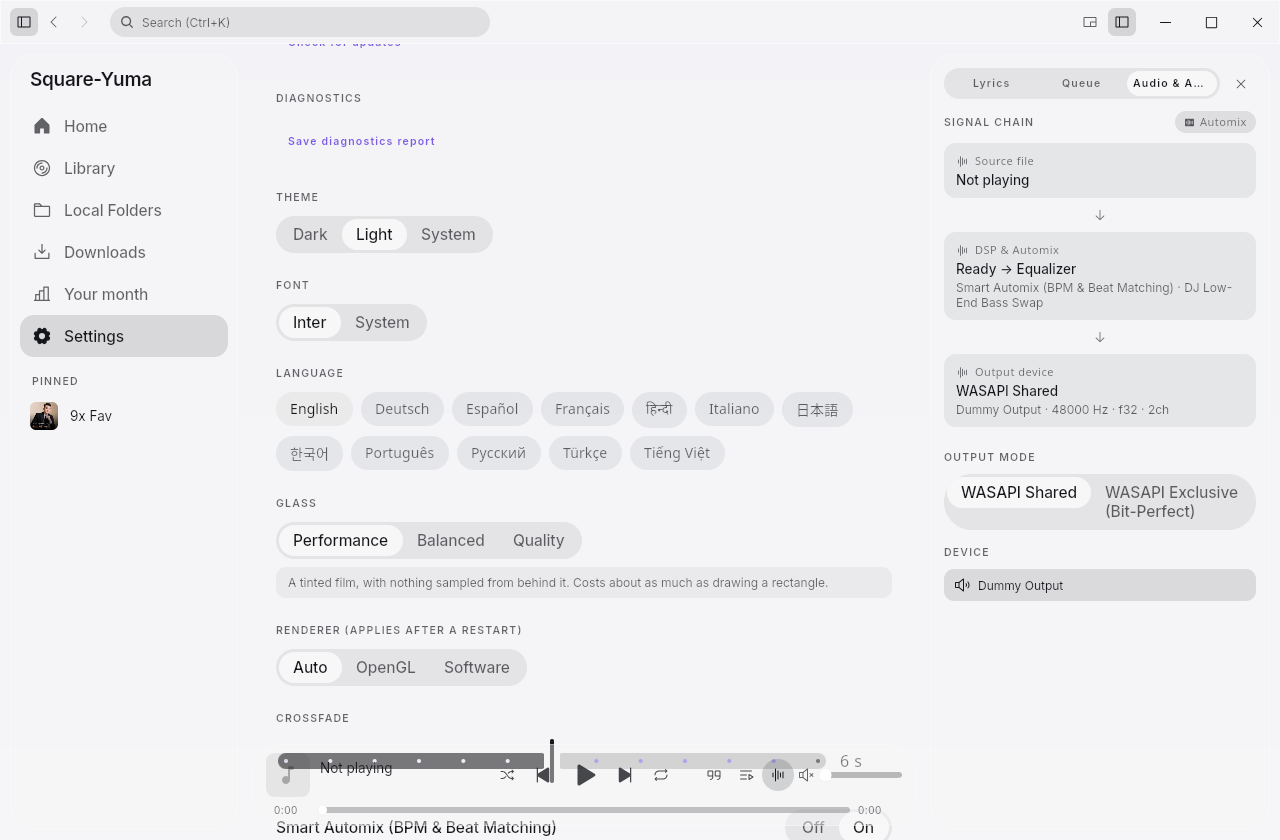 Search (Ctrl+K)
Square-Yuma
Home
Library
Local Folders
Downloads
Your month
Settings
PINNED
9x Fav
Check for updates
DIAGNOSTICS
Save diagnostics report
THEME
Dark Light System
FONT
Inter System
LANGUAGE
English Deutsch Español Français हिन्दी Italiano 日本語
한국어 Português Русский Türkçe Tiếng Việt
GLASS
Performance Balanced Quality
A tinted film, with nothing sampled from behind it. Costs about as much as drawing a rectangle.
RENDERER (APPLIES AFTER A RESTART)
Auto OpenGL Software
CROSSFADE
6 s
Not playing
0:00 0:00
Smart Automix (BPM & Beat Matching) Off On
Lyrics Queue Audio & A...
SIGNAL CHAIN Automix
Source file
Not playing
DSP & Automix
Ready → Equalizer
Smart Automix (BPM & Beat Matching) · DJ Low-
End Bass Swap
Output device
WASAPI Shared
Dummy Output · 48000 Hz · f32 · 2ch
OUTPUT MODE
WASAPI Shared WASAPI Exclusive
(Bit-Perfect)
DEVICE
Dummy Output